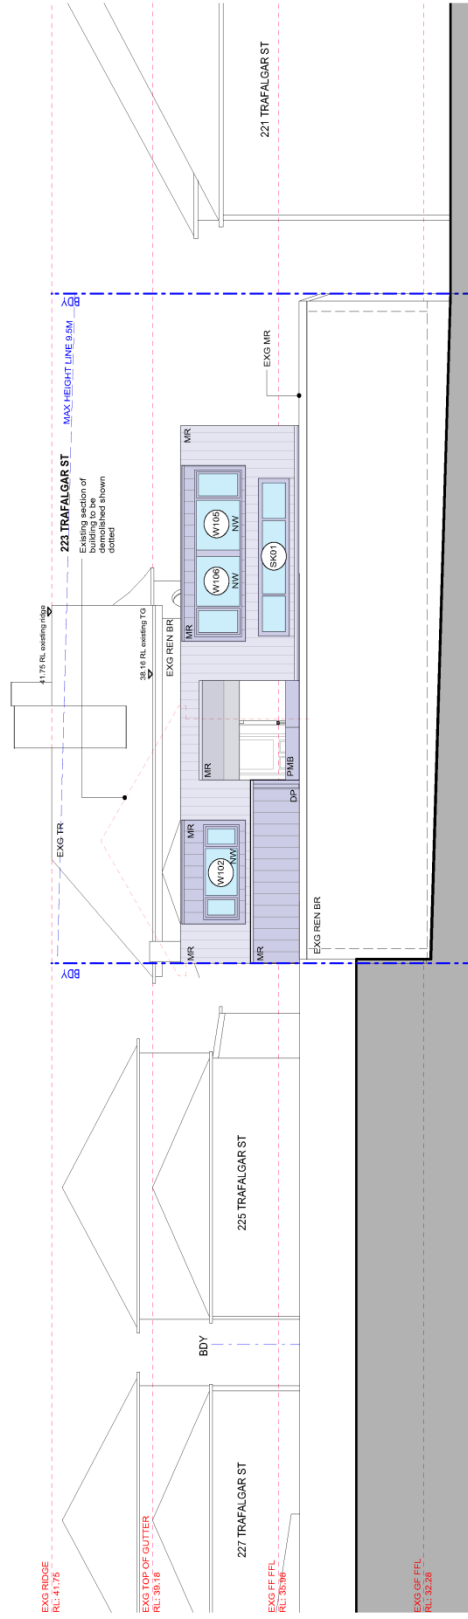 EXG RIDGE
RL: 41.75
EXG TOP OF GUTTER
RL: 39.18
EXG FF FFL
RL: 35.98
EXG GF FFL
RL: 32.28
227 TRAFALGAR ST
BDY
225 TRAFALGAR ST
BDY
EXG TR
41.75 RL existing ridge
223 TRAFALGAR ST
MAX HEIGHT LINE 9.5M
BDY
Existing section of
building to be
demolished shown
dotted
38.16 RL existing TG
EXG REN BR
MR
MR
W102
NW
MR
MR
DP
PMB
MR
W106
NW
W105
NW
MR
SK01
EXG MR
EXG REN BR
221 TRAFALGAR ST